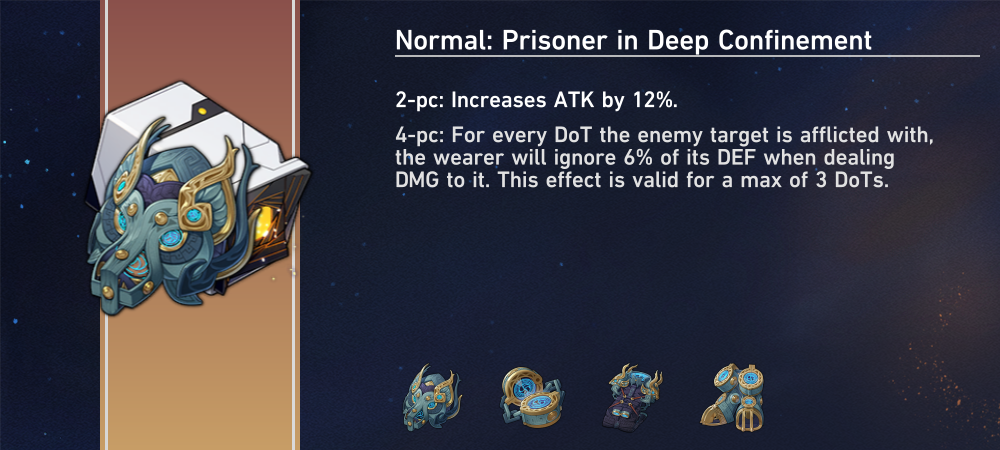 Normal: Prisoner in Deep Confinement
2-pc: Increases ATK by 12%.
4-pc: For every DoT the enemy target is afflicted with,
the wearer will ignore 6% of its DEF when dealing
DMG to it. This effect is valid for a max of 3 DoTs.